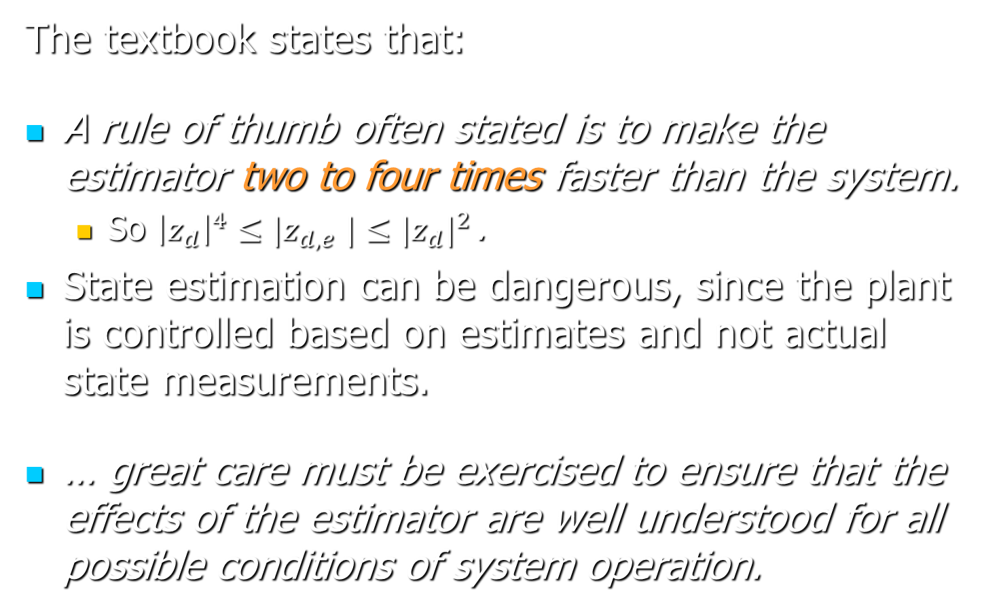 The textbook states that:
A rule of thumb often stated is to make the
estimator two to four times faster than the system.
So |z_d|^4 ≤ |z_{d,e}| ≤ |z_d|^2.
State estimation can be dangerous, since the plant
is controlled based on estimates and not actual
state measurements.
... great care must be exercised to ensure that the
effects of the estimator are well understood for all
possible conditions of system operation.